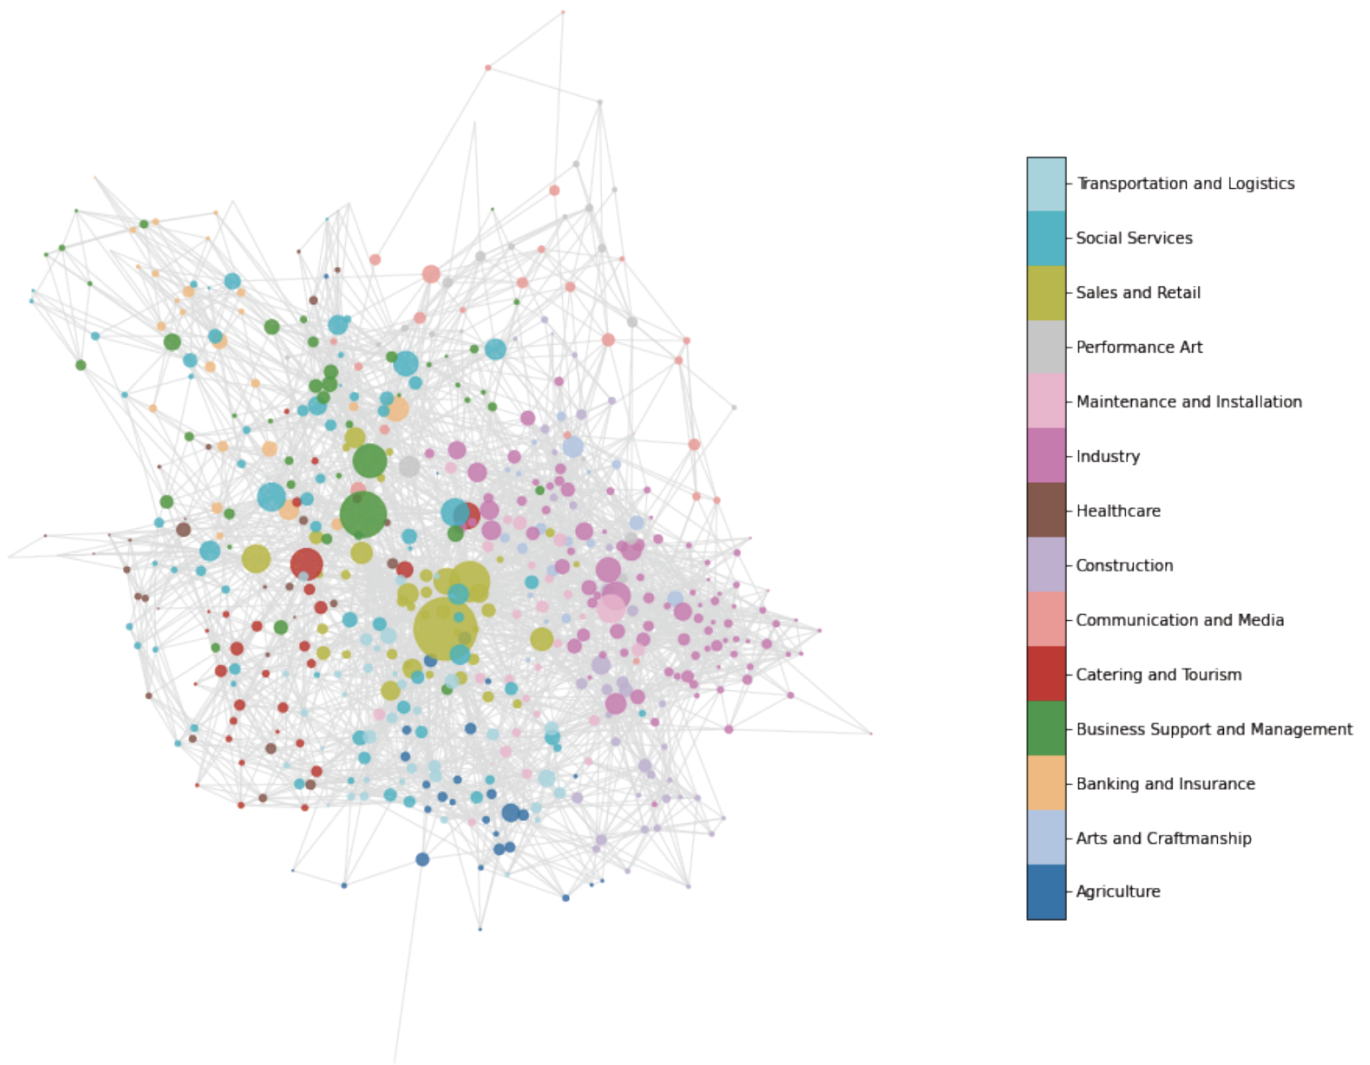 Transportation and Logistics
Social Services
Sales and Retail
Performance Art
Maintenance and Installation
Industry
Healthcare
Construction
Communication and Media
Catering and Tourism
Business Support and Management
Banking and Insurance
Arts and Craftmanship
Agriculture